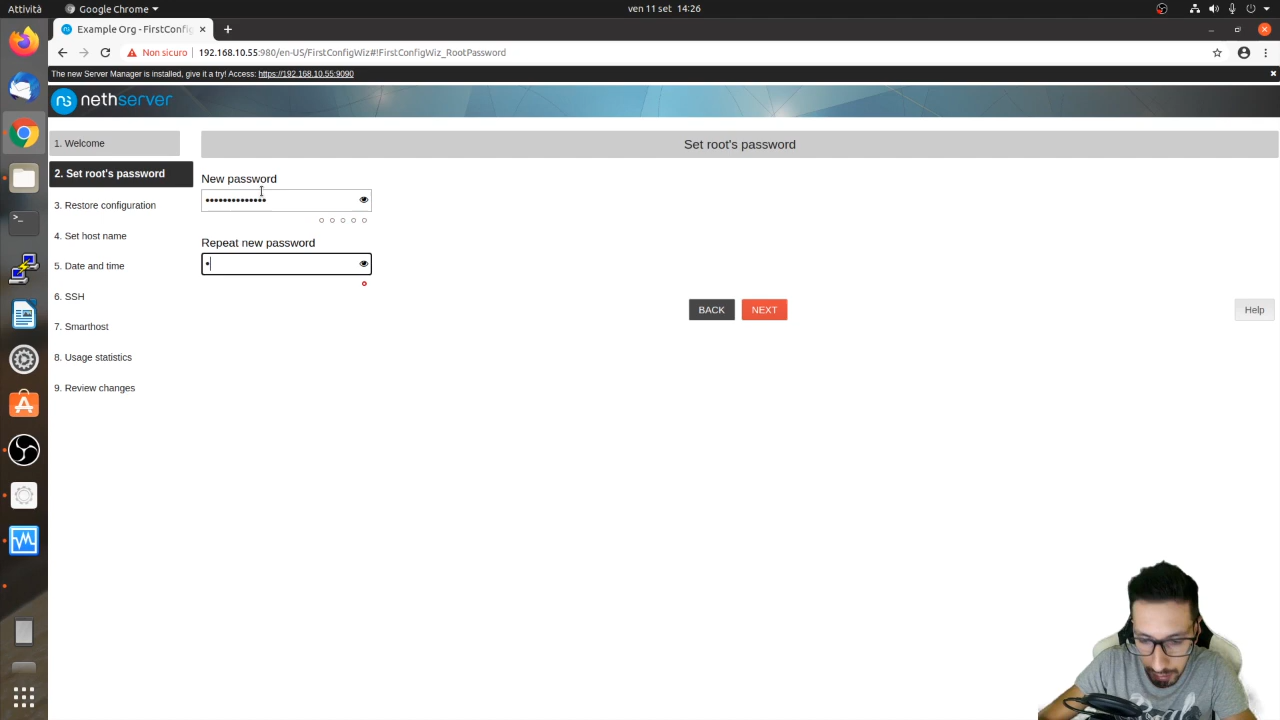 Attività
Google Chrome
ven 11 set 14:26
Example Org - FirstConfig
Non sicuro
192.168.10.55:980/en-US/FirstConfigWiz#!FirstConfigWiz_RootPassword
The new Server Manager is installed, give it a try! Access: https://192.168.10.55:9090
nethserver
1. Welcome
2. Set root's password
3. Restore configuration
4. Set host name
5. Date and time
6. SSH
7. Smarthost
8. Usage statistics
9. Review changes
Set root's password
New password
Repeat new password
BACK
NEXT
Help